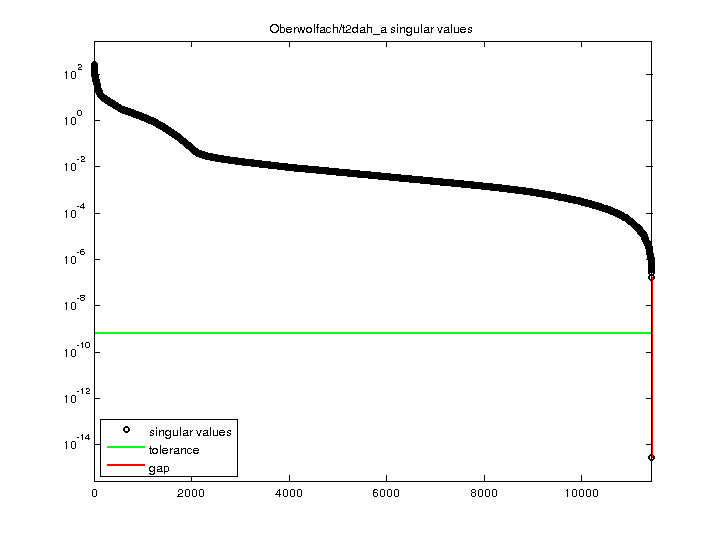 Oberwolfach/t2dah_a singular values
10^2
10^0
10^-2
10^-4
10^-6
10^-8
10^-10
10^-12
10^-14
singular values
tolerance
gap
0 2000 4000 6000 8000 10000